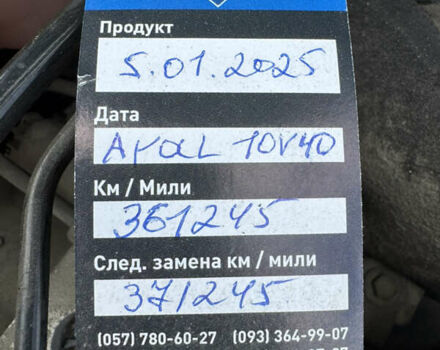 Продукт
5.01.2025
Дата
10W40
Км / Мили
361245
След. замена км / мили
371245
(057) 780-60-27 (093) 364-99-07